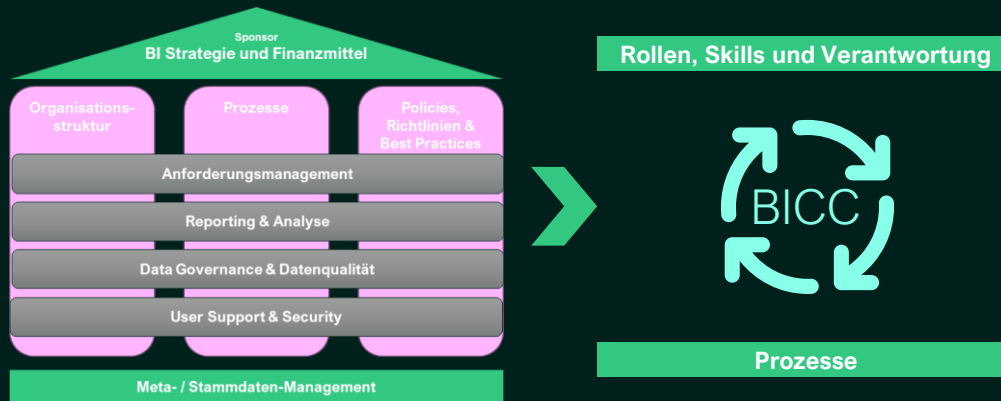 Sponsor
BI Strategie und Finanzmittel
Organisations-
struktur
Prozesse
Policies,
Richtlinien &
Best Practices
Anforderungsmanagement
Reporting & Analyse
Data Governance & Datenqualität
User Support & Security
Meta- / Stammdaten-Management
Rollen, Skills und Verantwortung
BICC
Prozesse